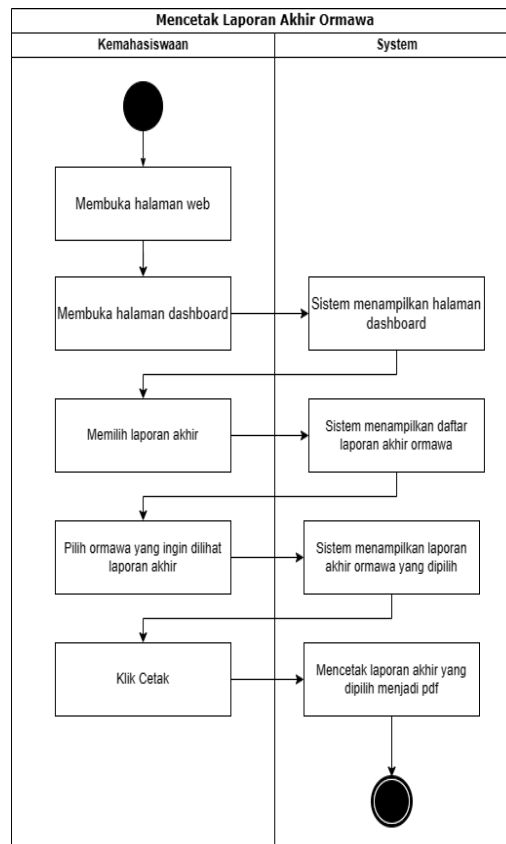 Mencetak Laporan Akhir Ormawa
Kemahasiswaan
System
Membuka halaman web
Membuka halaman dashboard
Sistem menampilkan halaman
dashboard
Memilih laporan akhir
Sistem menampilkan daftar
laporan akhir ormawa
Pilih ormawa yang ingin dilihat
laporan akhir
Sistem menampilkan laporan
akhir ormawa yang dipilih
Klik Cetak
Mencetak laporan akhir yang
dipilih menjadi pdf